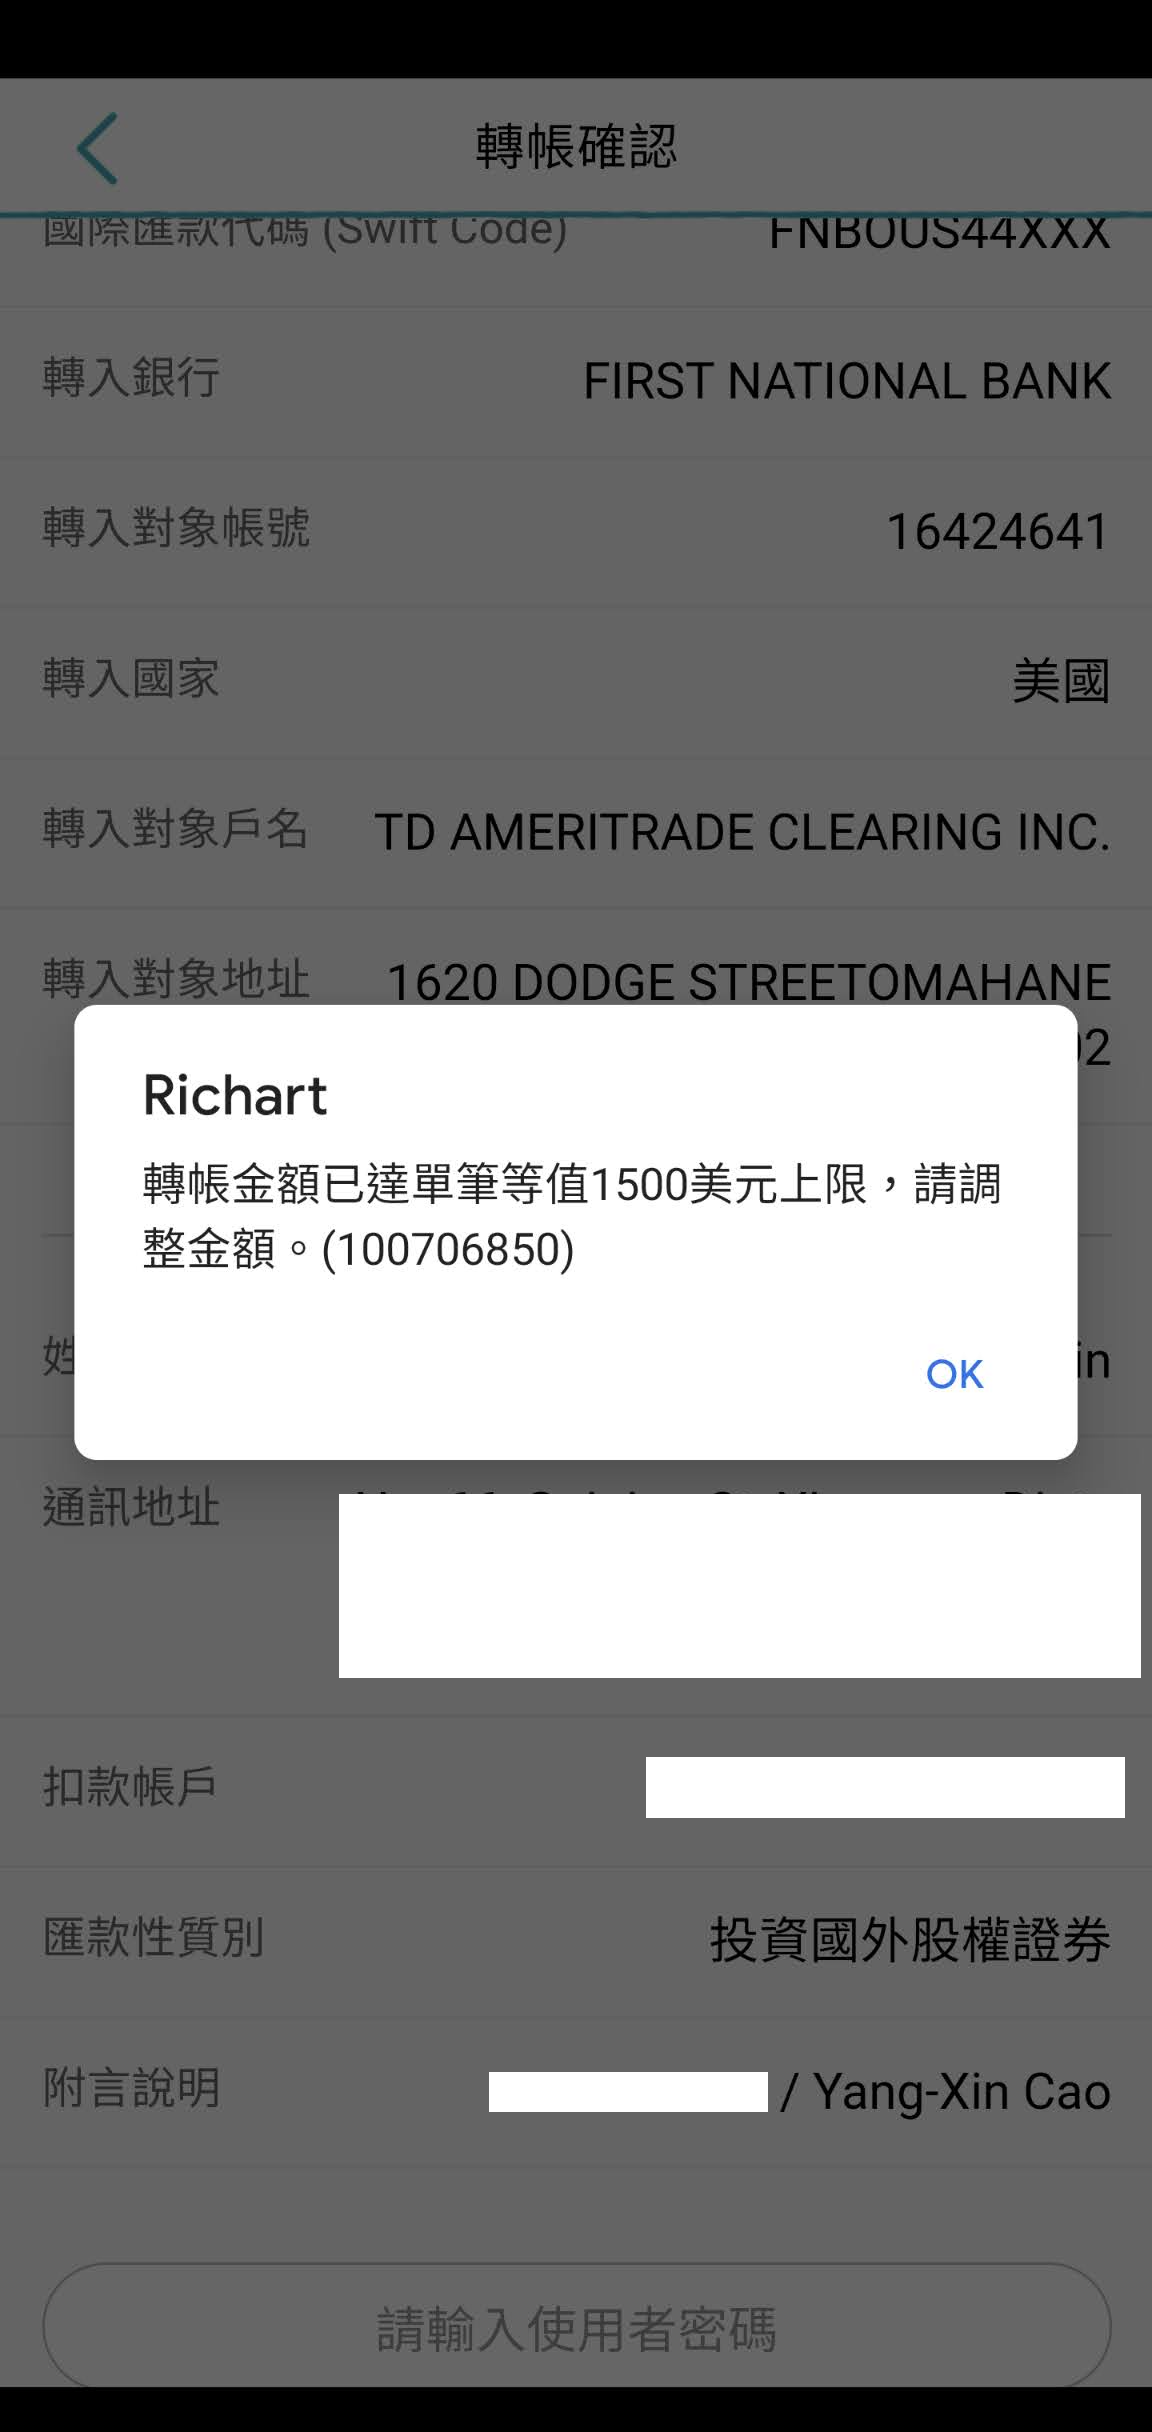 轉帳確認
國際匯款代碼 (Swift Code) FNBOUS44XXX
轉入銀行 FIRST NATIONAL BANK
轉入對象帳號 16424641
轉入國家 美國
轉入對象戶名 TD AMERITRADE CLEARING INC.
轉入對象地址 1620 DODGE STREETOMAHANE
2
Richart
轉帳金額已達單筆等值1500美元上限，請調
整金額。(100706850)
OK
姓 in
通訊地址
扣款帳戶
匯款性質別 投資國外股權證券
附言說明 / Yang-Xin Cao
請輸入使用者密碼